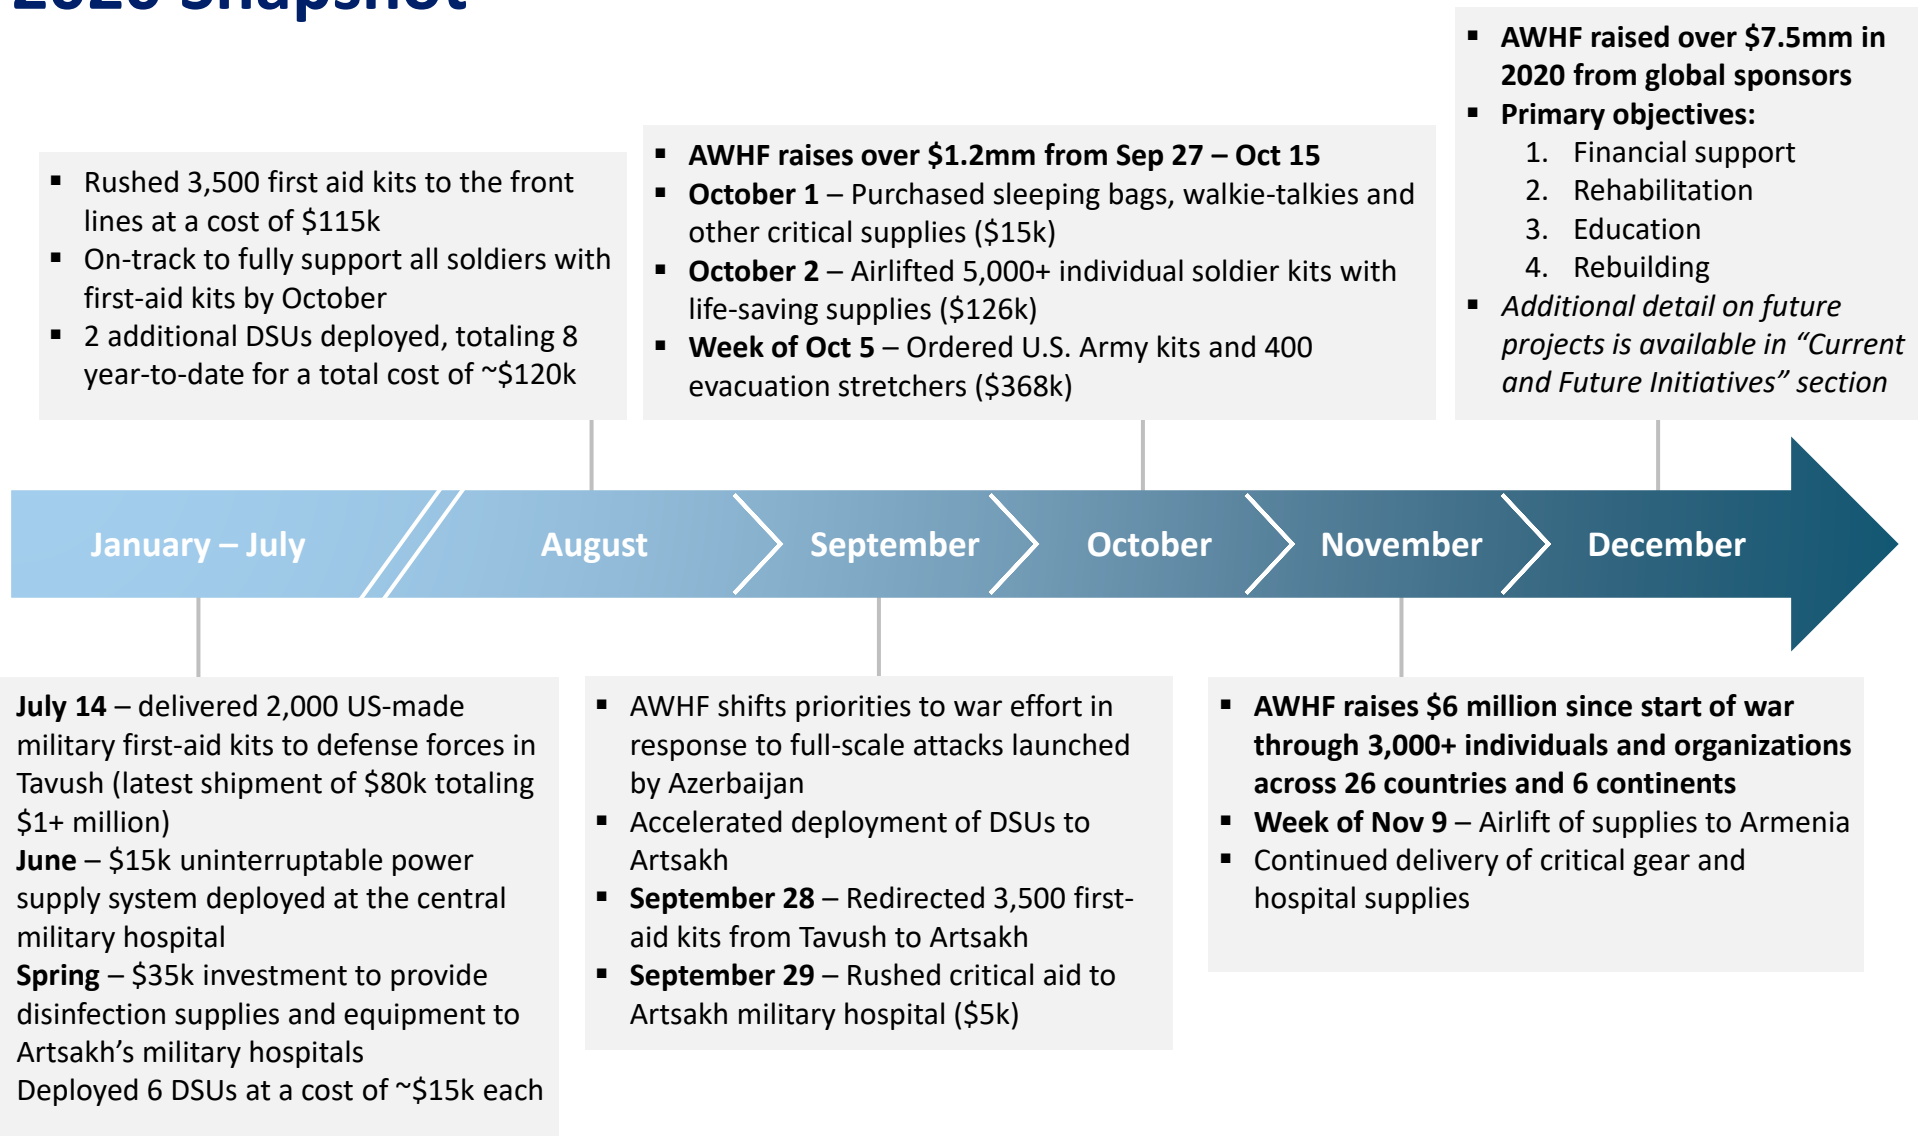 2020 Snapshot
▪ Rushed 3,500 first aid kits to the front
lines at a cost of $115k
▪ On-track to fully support all soldiers with
first-aid kits by October
▪ 2 additional DSUs deployed, totaling 8
year-to-date for a total cost of ~$120k
▪ AWHF raises over $1.2mm from Sep 27 – Oct 15
▪ October 1 – Purchased sleeping bags, walkie-talkies and
other critical supplies ($15k)
▪ October 2 – Airlifted 5,000+ individual soldier kits with
life-saving supplies ($126k)
▪ Week of Oct 5 – Ordered U.S. Army kits and 400
evacuation stretchers ($368k)
▪ AWHF raised over $7.5mm in
2020 from global sponsors
▪ Primary objectives:
1. Financial support
2. Rehabilitation
3. Education
4. Rebuilding
▪ Additional detail on future
projects is available in “Current
and Future Initiatives” section
January – July
August
September
October
November
December
July 14 – delivered 2,000 US-made
military first-aid kits to defense forces in
Tavush (latest shipment of $80k totaling
$1+ million)
June – $15k uninterruptable power
supply system deployed at the central
military hospital
Spring – $35k investment to provide
disinfection supplies and equipment to
Artsakh’s military hospitals
Deployed 6 DSUs at a cost of ~$15k each
▪ AWHF shifts priorities to war effort in
response to full-scale attacks launched
by Azerbaijan
▪ Accelerated deployment of DSUs to
Artsakh
▪ September 28 – Redirected 3,500 first-
aid kits from Tavush to Artsakh
▪ September 29 – Rushed critical aid to
Artsakh military hospital ($5k)
▪ AWHF raises $6 million since start of war
through 3,000+ individuals and organizations
across 26 countries and 6 continents
▪ Week of Nov 9 – Airlift of supplies to Armenia
▪ Continued delivery of critical gear and
hospital supplies